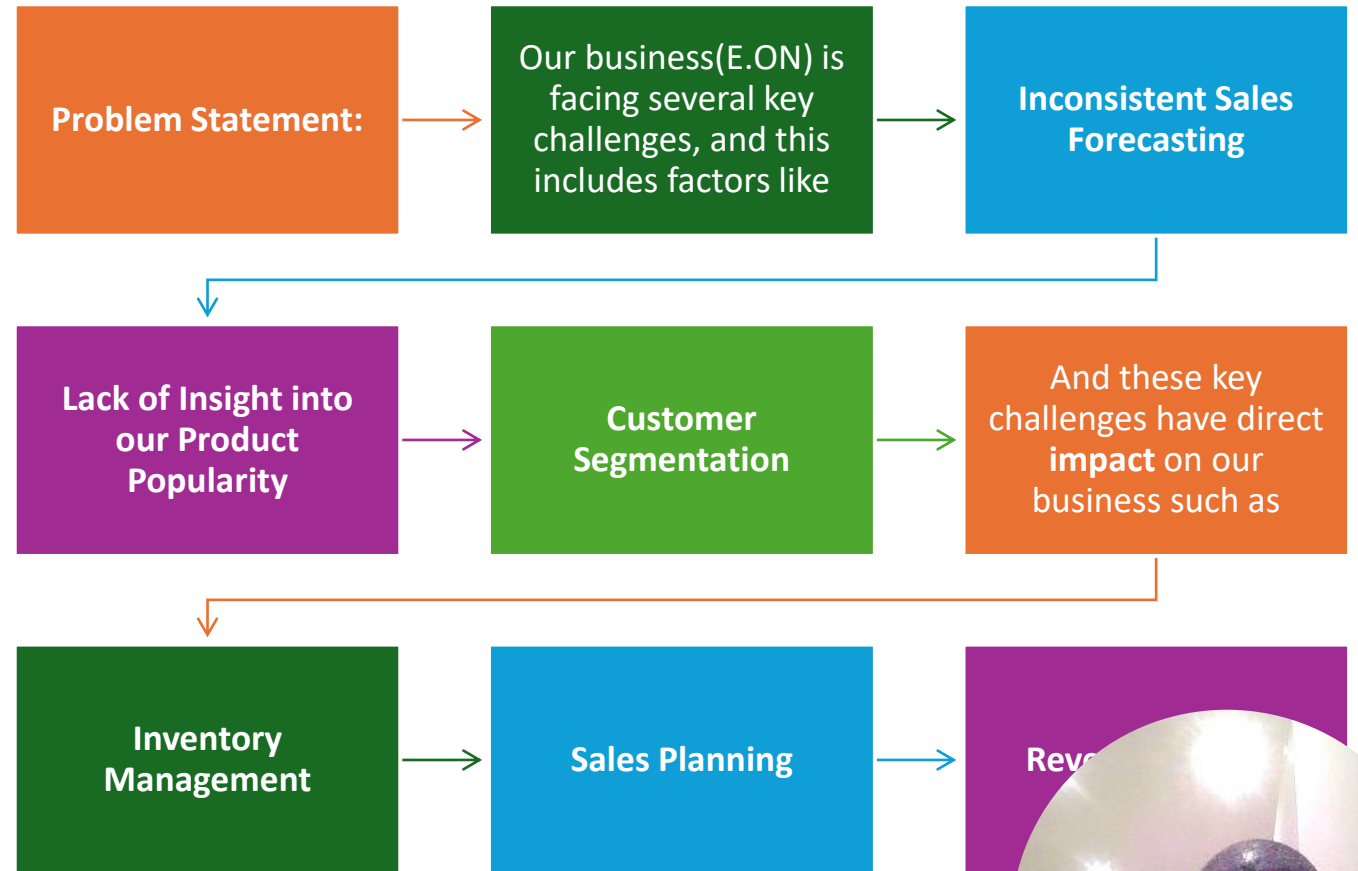 Problem Statement:
Our business(E.ON) is
facing several key
challenges, and this
includes factors like
Inconsistent Sales
Forecasting
Lack of Insight into
our Product
Popularity
Customer
Segmentation
And these key
challenges have direct
impact on our
business such as
Inventory
Management
Sales Planning